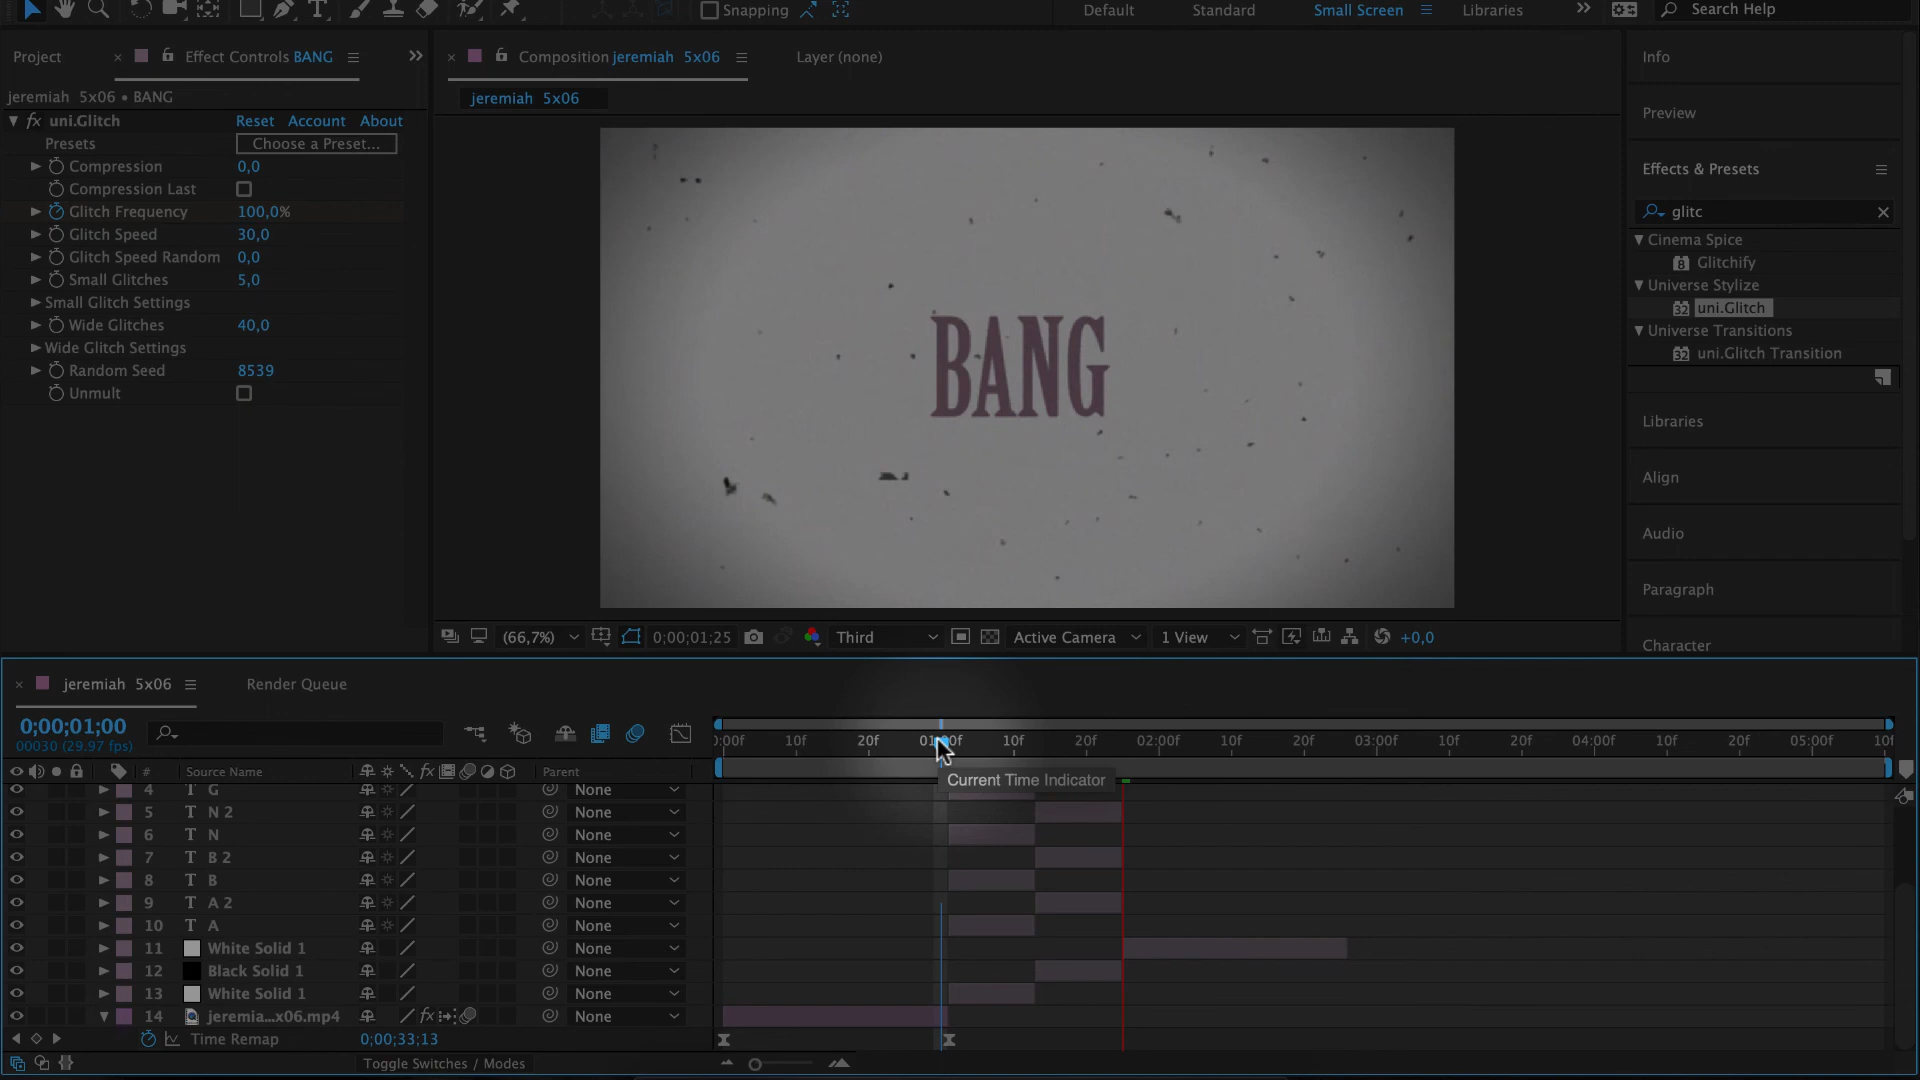 Snapping
Default Standard Small Screen Libraries Search Help
Project Effect Controls BANG
Composition jeremiah 5x06 Layer (none)
Info
jeremiah 5x06 • BANG
jeremiah 5x06
fx uni.Glitch Reset Account About
Preview
Presets Choose a Preset...
Compression 0,0
Effects & Presets
Compression Last
Glitch Frequency 100,0%
glitc
Glitch Speed 30,0
Cinema Spice
Glitch Speed Random 0,0
Glitchify
Small Glitches 5,0
Universe Stylize
Small Glitch Settings
uni.Glitch
Wide Glitches 40,0
Universe Transitions
Wide Glitch Settings
uni.Glitch Transition
Random Seed 8539
Unmult
BANG
Libraries
Align
Audio
Paragraph
Character
(66,7%) 0;00;01;25 Third Active Camera 1 View +0,0
jeremiah 5x06 Render Queue
0;00;01;00
00030 (29.97 fps)
0:00f 10f 20f 01:00f 10f 20f 02:00f 10f 20f 03:00f 10f 20f 04:00f 10f 20f 05:00f 10f
# Source Name fx Parent
Current Time Indicator
4 T G None
5 T N 2 None
6 T N None
7 T B 2 None
8 T B None
9 T A 2 None
10 T A None
11 White Solid 1 None
12 Black Solid 1 None
13 White Solid 1 None
14 jeremia...x06.mp4 fx None
Time Remap 0;00;33;13
Toggle Switches / Modes